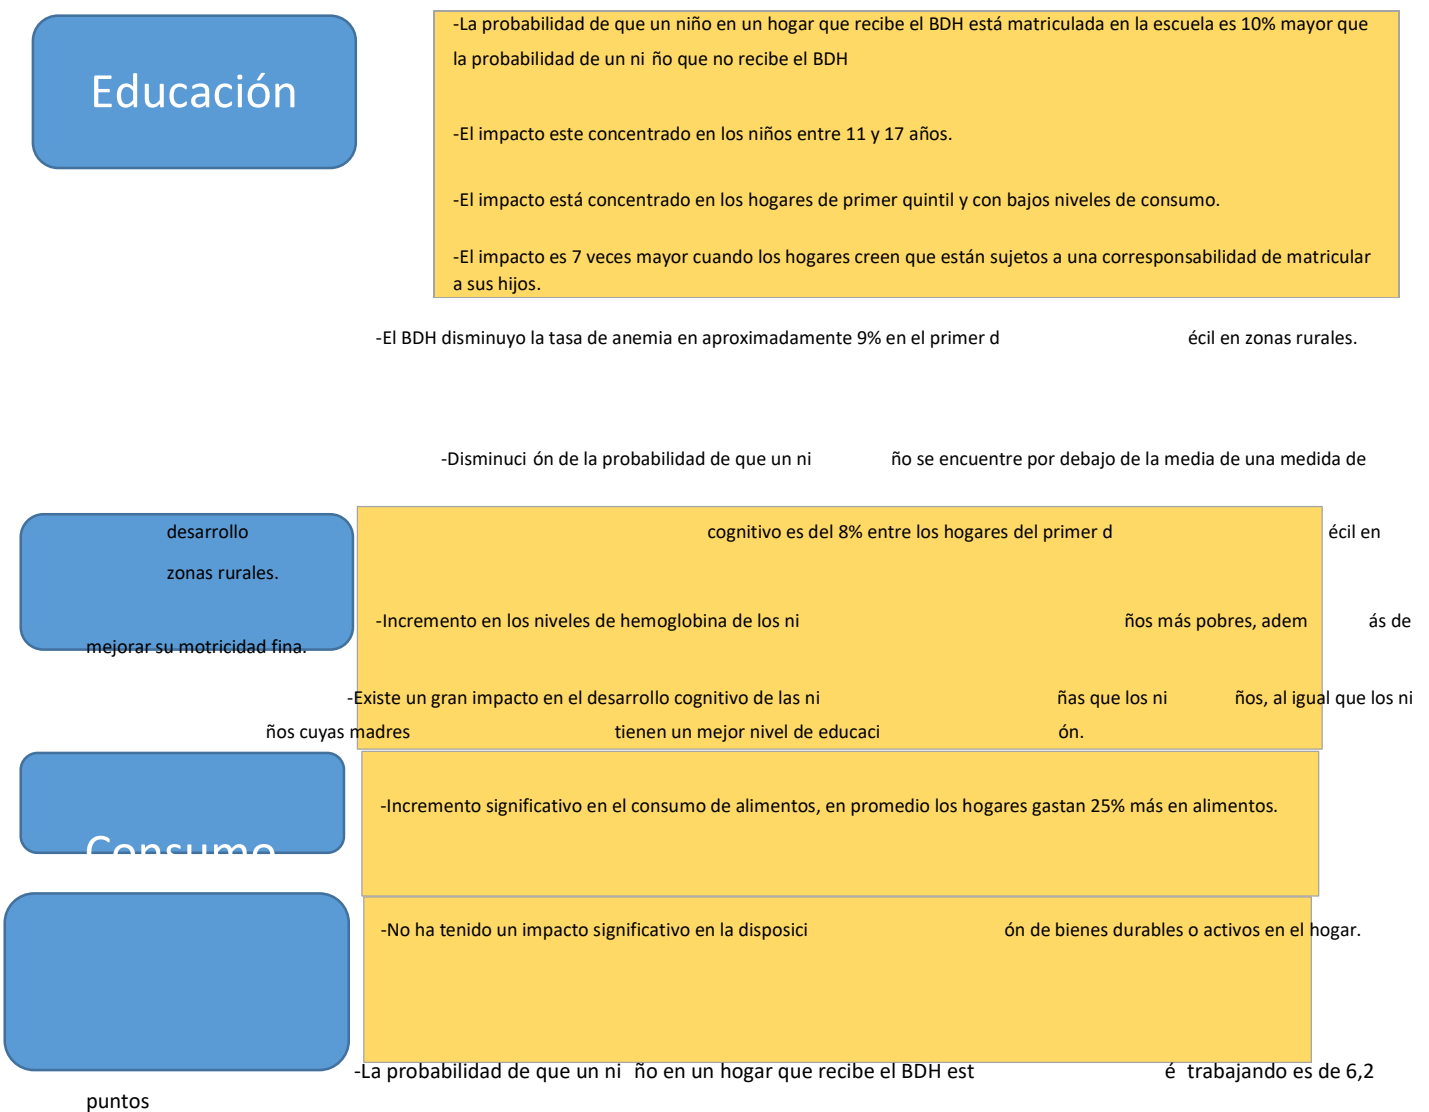 Educación
-La probabilidad de que un niño en un hogar que recibe el BDH está matriculada en la escuela es 10% mayor que
la probabilidad de un ni ño que no recibe el BDH
-El impacto este concentrado en los niños entre 11 y 17 años.
-El impacto está concentrado en los hogares de primer quintil y con bajos niveles de consumo.
-El impacto es 7 veces mayor cuando los hogares creen que están sujetos a una corresponsabilidad de matricular
a sus hijos.
-El BDH disminuyo la tasa de anemia en aproximadamente 9% en el primer d écil en zonas rurales.
-Disminuci ón de la probabilidad de que un ni ño se encuentre por debajo de la media de una medida de
desarrollo cognitivo es del 8% entre los hogares del primer d écil en
zonas rurales.
-Incremento en los niveles de hemoglobina de los ni ños más pobres, adem ás de
mejorar su motricidad fina.
-Existe un gran impacto en el desarrollo cognitivo de las ni ñas que los ni ños, al igual que los ni
ños cuyas madres tienen un mejor nivel de educaci ón.
Consumo
-Incremento significativo en el consumo de alimentos, en promedio los hogares gastan 25% más en alimentos.
-No ha tenido un impacto significativo en la disposici ón de bienes durables o activos en el hogar.
-La probabilidad de que un ni ño en un hogar que recibe el BDH est é trabajando es de 6,2
puntos